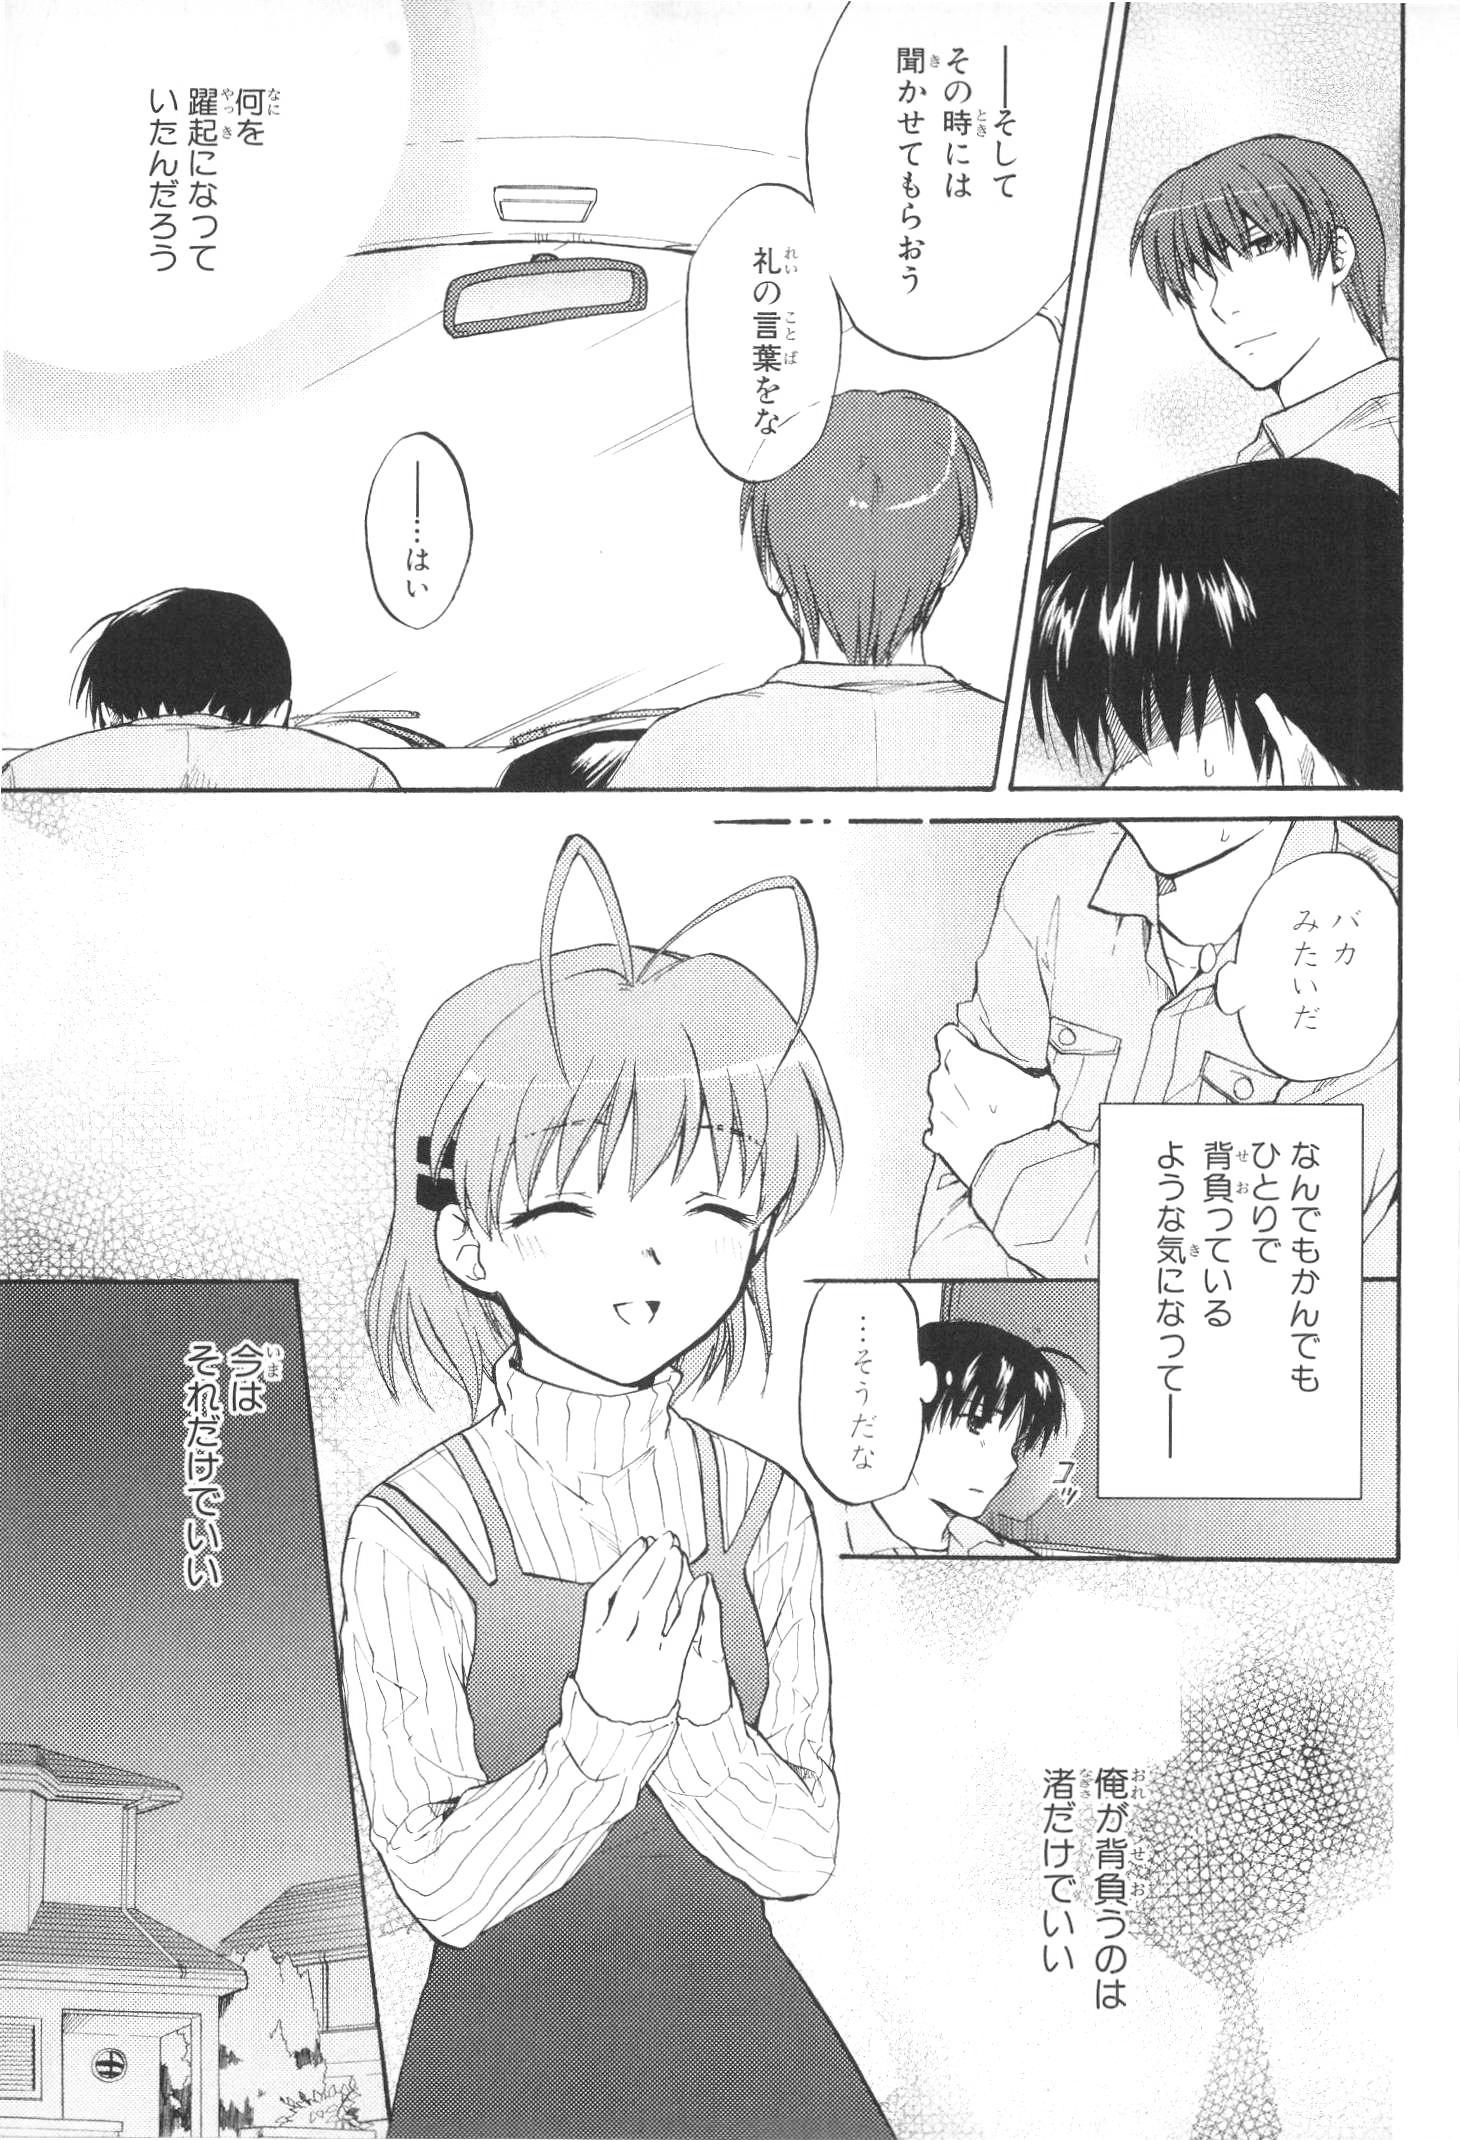 ――そして
その時には
聞かせてもらおう
礼の言葉をな
――…はい
何を
躍起になって
いたんだろう
バカ
みたいだ
なんでもかんでも
ひとりで
背負っている
ような気になって――
コツ
…そうだな
俺が背負うのは
渚だけでいい
今は
それだけでいい